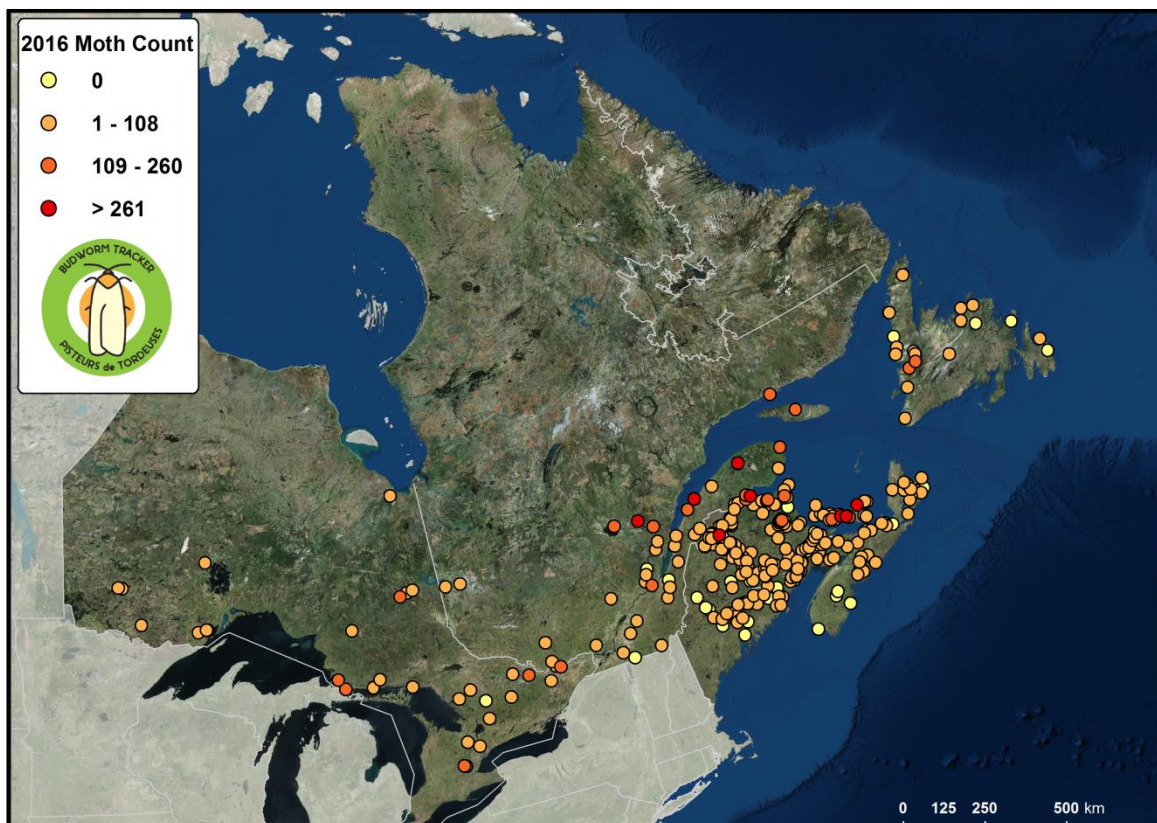 2016 Moth Count
0
1 - 108
109 - 260
> 261
BUDWORM TRACKER
PISTEURS de TORDEUSES
0 125 250 500 km